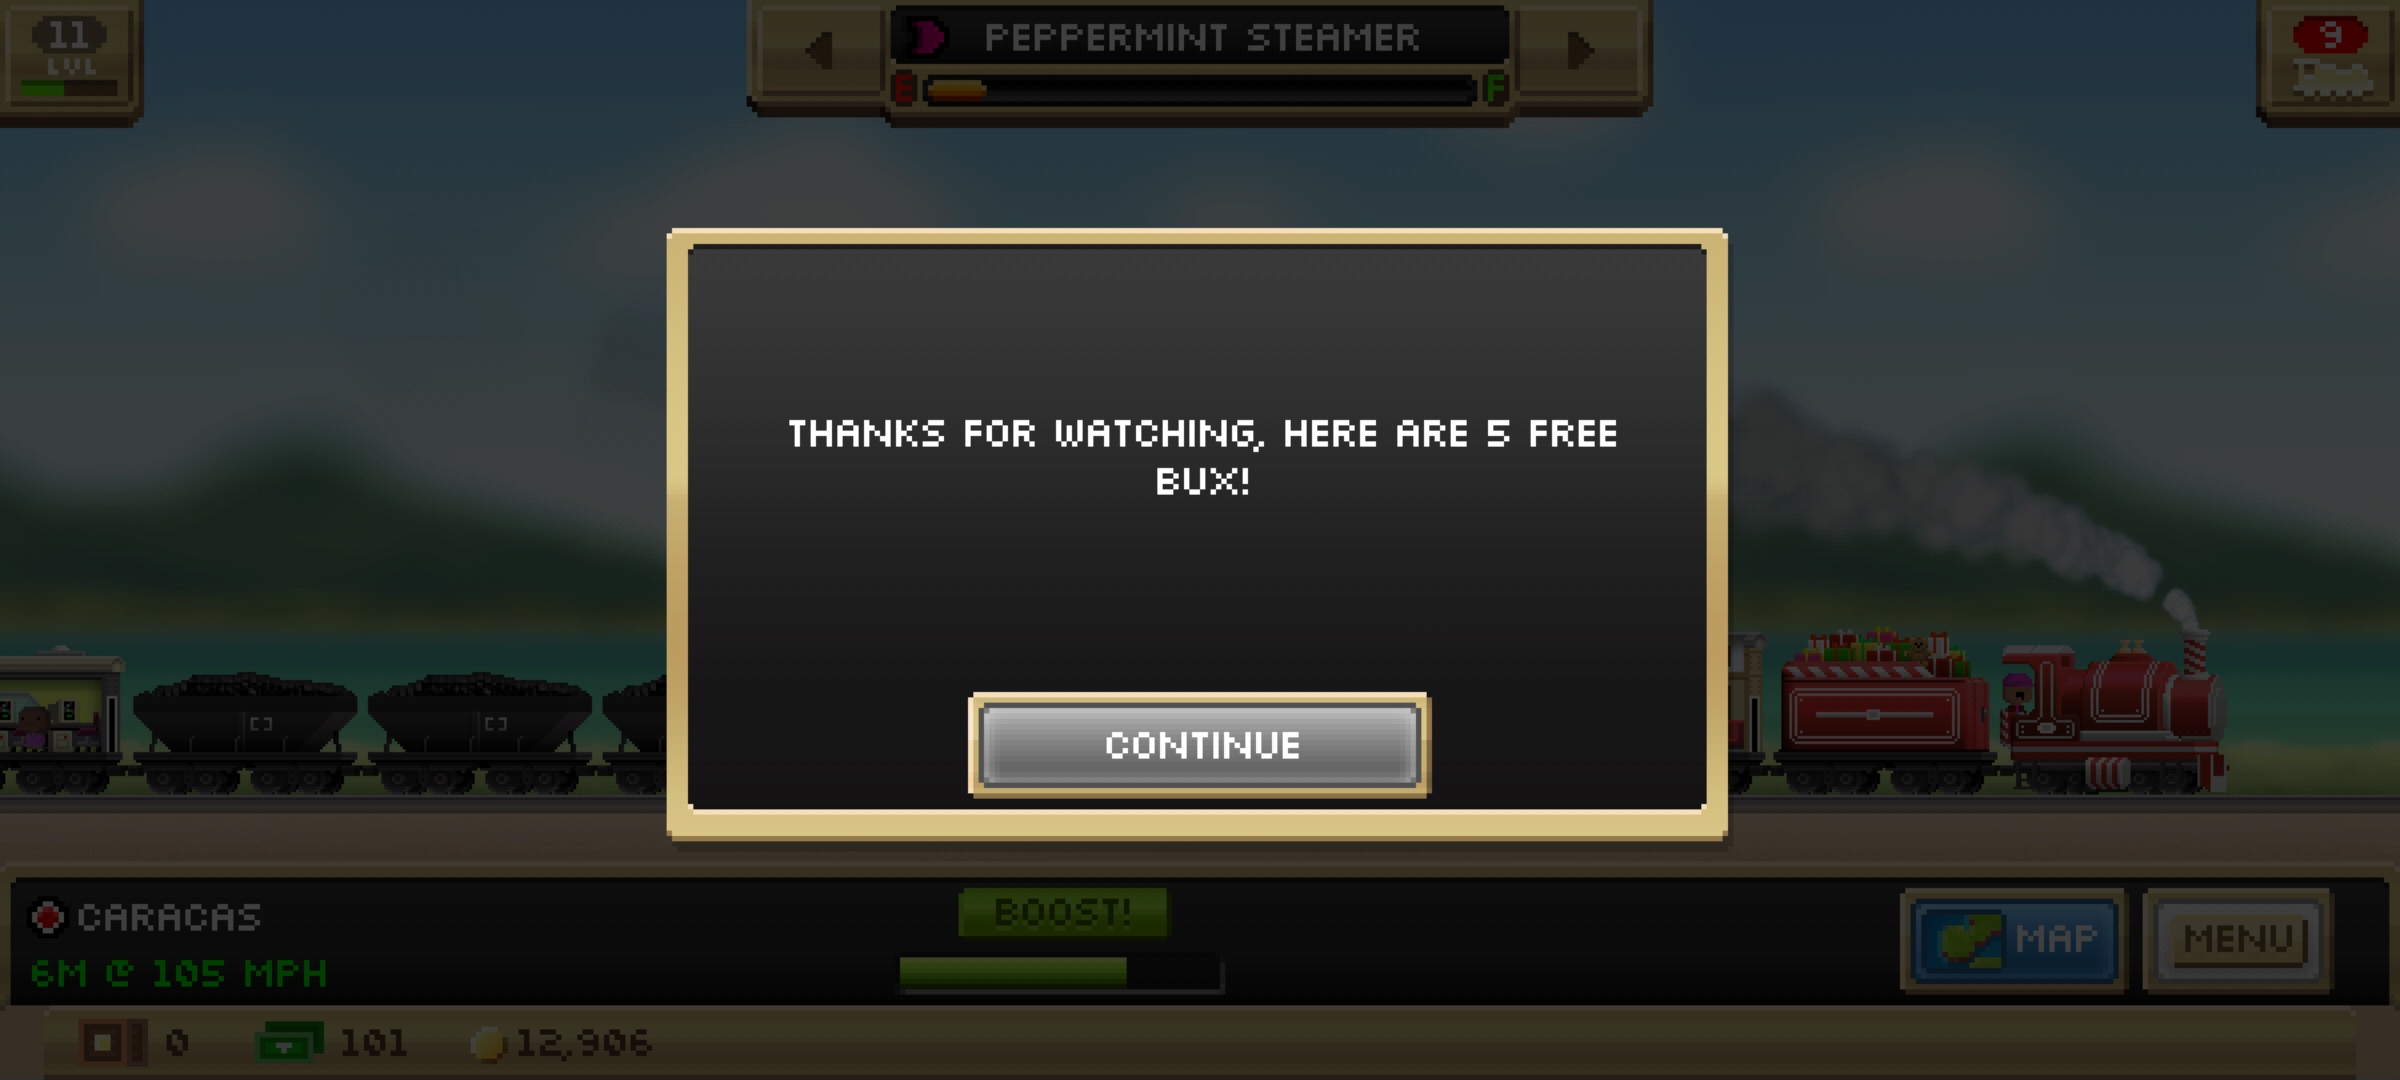 11
LVL
PEPPERMINT STEAMER
E F
9
THANKS FOR WATCHING, HERE ARE 5 FREE
BUX!
CONTINUE
CARACAS
6M @ 105 MPH
BOOST!
MAP
MENU
0 101 12,906